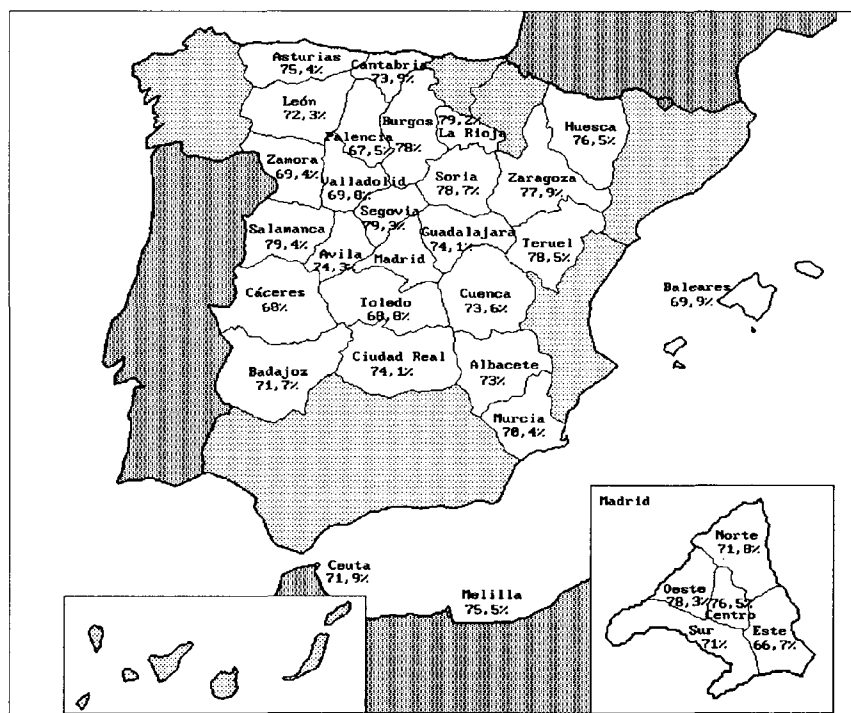 Asturias
75,4%
Cantabria
73,9%
León
72,3%
Palencia
67,5%
Burgos
78%
79,2%
La Rioja
Huesca
76,5%
Zamora
69,4%
Valladolid
69,8%
Soria
78,7%
Zaragoza
77,9%
Segovia
79,3%
Salamanca
79,4%
Avila
74,3%
Madrid
Guadalajara
74,1%
Teruel
78,5%
Cáceres
68%
Toledo
68,8%
Cuenca
73,6%
Baleares
69,9%
Badajoz
71,7%
Ciudad Real
74,1%
Albacete
73%
Murcia
70,4%
Ceuta
71,9%
Melilla
75,5%
Madrid
Norte
71,8%
Oeste
78,3%
76,5%
Centro
Sur
71%
Este
66,7%